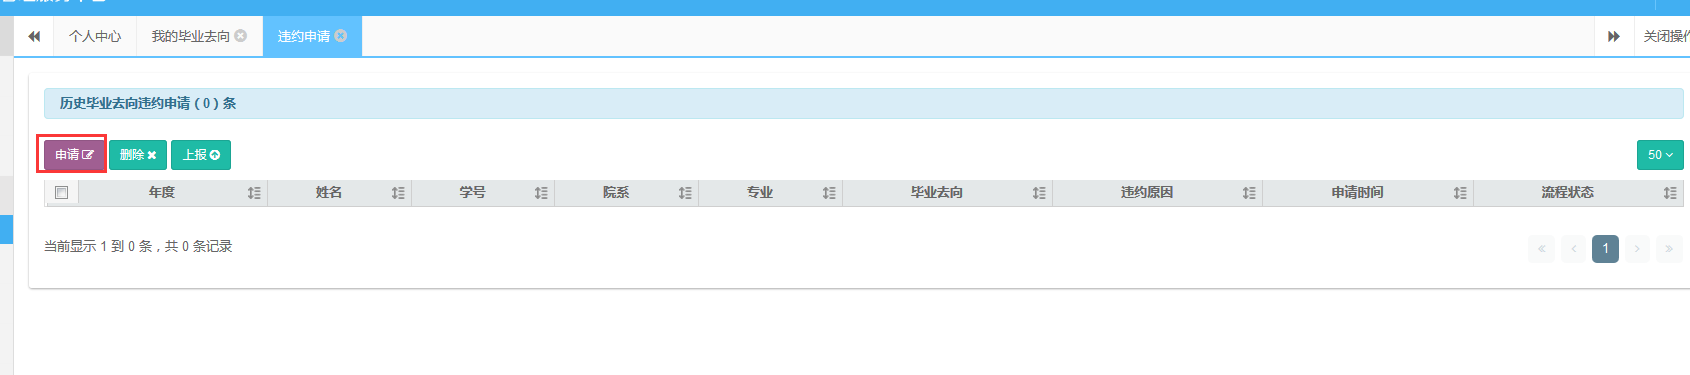 个人中心 我的毕业去向 违约申请 关闭操作
历史毕业去向违约申请（0）条
申请 删除 上报 50
年度 姓名 学号 院系 专业 毕业去向 违约原因 申请时间 流程状态
当前显示 1 到 0 条，共 0 条记录
« ‹ 1 › »